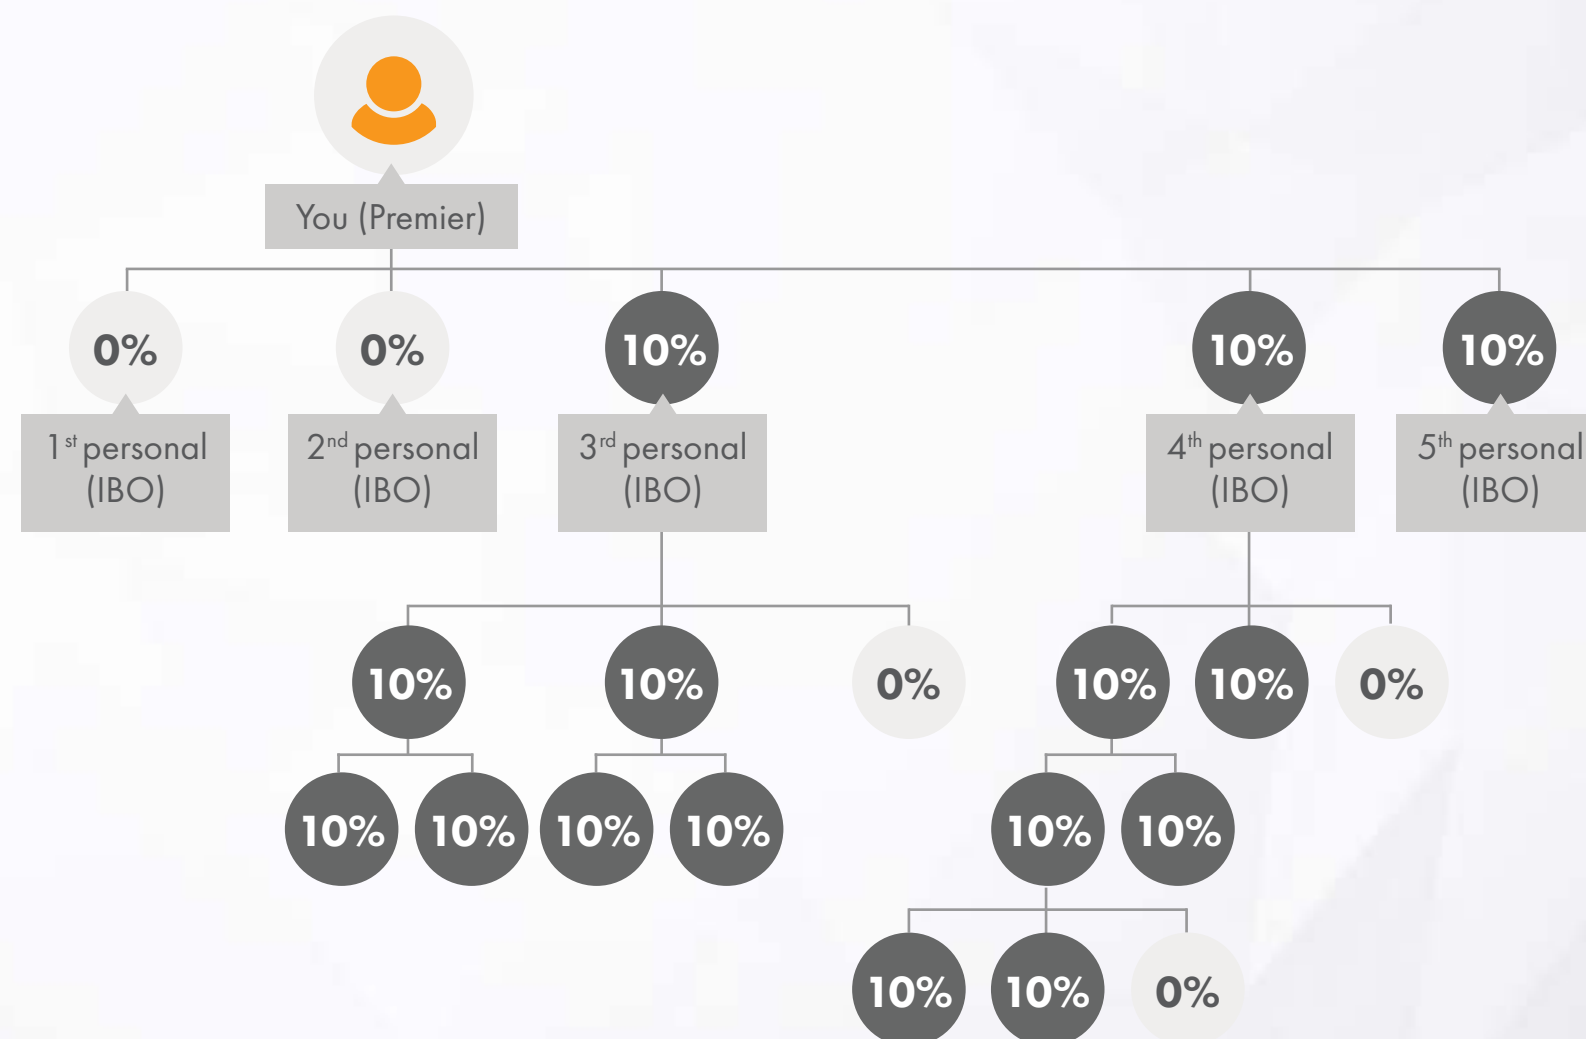 You (Premier)
0%
0%
10%
10%
10%
1st personal
(IBO)
2nd personal
(IBO)
3rd personal
(IBO)
4th personal
(IBO)
5th personal
(IBO)
10%
10%
0%
10%
10%
0%
10%
10%
10%
10%
10%
10%
10%
10%
0%